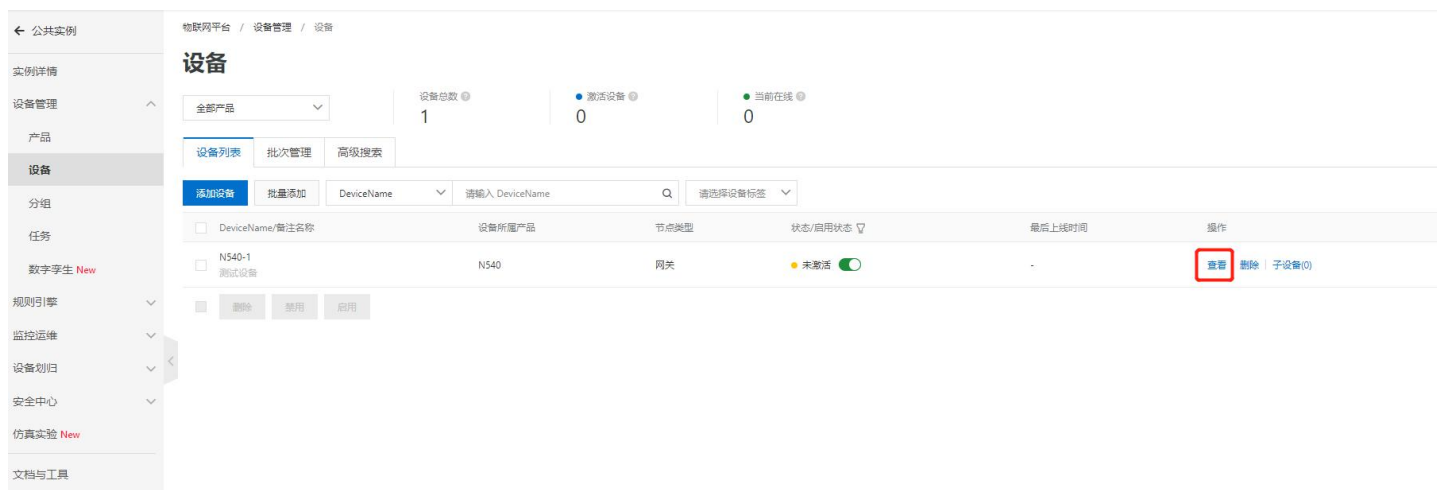 公共实例
实例详情
设备管理
产品
设备
分组
任务
数字孪生 New
规则引擎
监控运维
设备划归
安全中心
仿真实验 New
文档与工具
物联网平台 / 设备管理 / 设备
设备
全部产品
设备总数
1
激活设备
0
当前在线
0
设备列表 批次管理 高级搜索
添加设备 批量添加 DeviceName 请输入 DeviceName 请选择设备标签
DeviceName/备注名称 设备所属产品 节点类型 状态/启用状态 最后上线时间 操作
N540-1 N540 网关 未激活 - 查看 删除 子设备(0)
测试设备
删除 禁用 启用